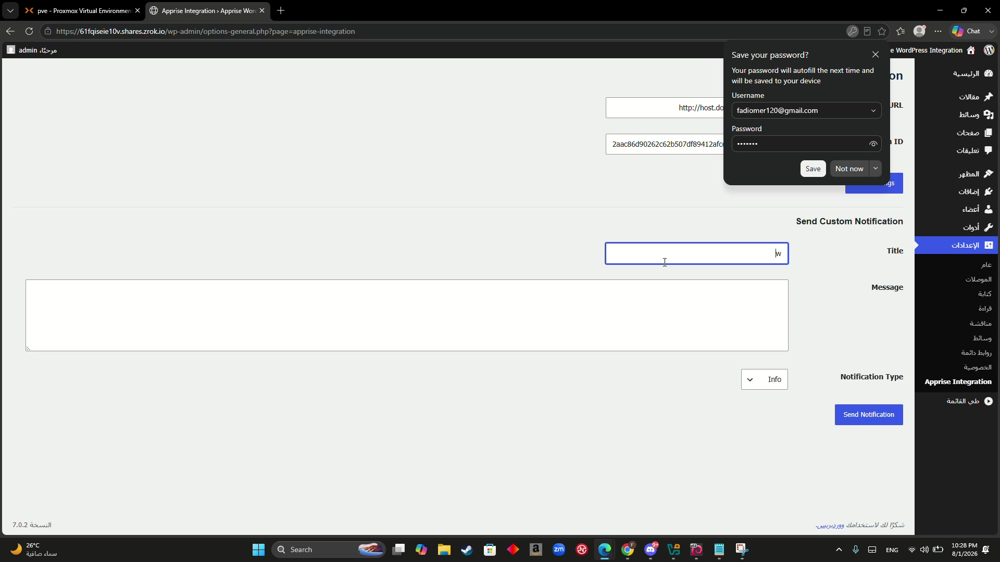 pve - Proxmox Virtual Environmen
Apprise Integration › Apprise Wor
https://61fqiseie10v.shares.zrok.io/wp-admin/options-general.php?page=apprise-integration
Chat
مرحبًا، admin
e WordPress Integration
Save your password?
Your password will autofill the next time and
will be saved to your device
Username
fadiomer120@gmail.com
Password
•••••••
Save
Not now
on
URL
http://host.do
ID
2aac86d90262c62b507df89412afc
gs
Send Custom Notification
Title
w
Message
Notification Type
Info
Send Notification
الرئيسية
مقالات
وسائط
صفحات
تعليقات
المظهر
إضافات
أعضاء
أدوات
الإعدادات
عام
الموصلات
كتابة
قراءة
مناقشة
وسائط
روابط دائمة
الخصوصية
Apprise Integration
طي القائمة
شكرًا لك لاستخدامك ووردبريس.
النسخة 7.0.2
26°C
سماء صافية
Search
zm
F
9+
X64
ENG
10:28 PM
8/1/2026